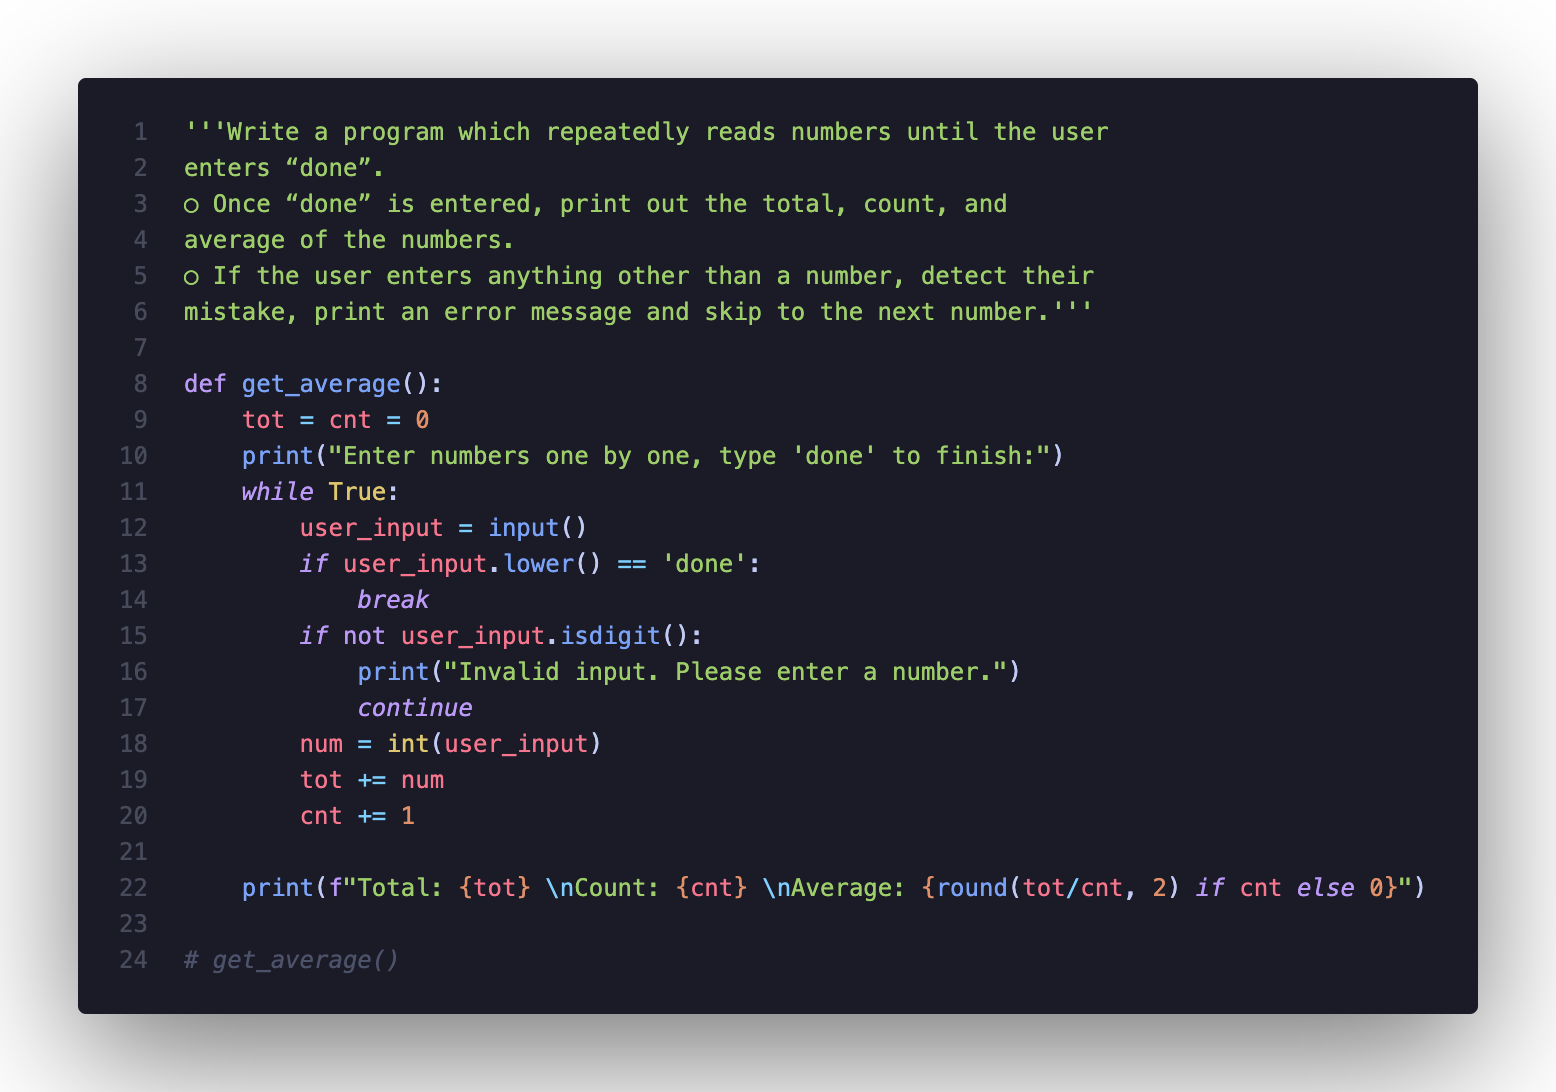 1 '''Write a program which repeatedly reads numbers until the user
2 enters “done”.
3 ○ Once “done” is entered, print out the total, count, and
4 average of the numbers.
5 ○ If the user enters anything other than a number, detect their
6 mistake, print an error message and skip to the next number.'''
7
8 def get_average():
9     tot = cnt = 0
10     print("Enter numbers one by one, type 'done' to finish:")
11     while True:
12         user_input = input()
13         if user_input.lower() == 'done':
14             break
15         if not user_input.isdigit():
16             print("Invalid input. Please enter a number.")
17             continue
18         num = int(user_input)
19         tot += num
20         cnt += 1
21
22     print(f"Total: {tot} \nCount: {cnt} \nAverage: {round(tot/cnt, 2) if cnt else 0}")
23
24 # get_average()